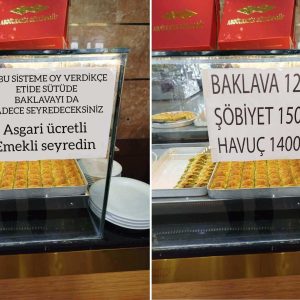 BU SİSTEME OY VERDİKÇE
ETİDE SÜTÜDE
BAKLAVAYI DA
ADECE SEYREDECEKSİNİZ
Asgari ücretli
Emekli seyredin
BAKLAVA 12
ŞÖBİYET 150
HAVUÇ 1400